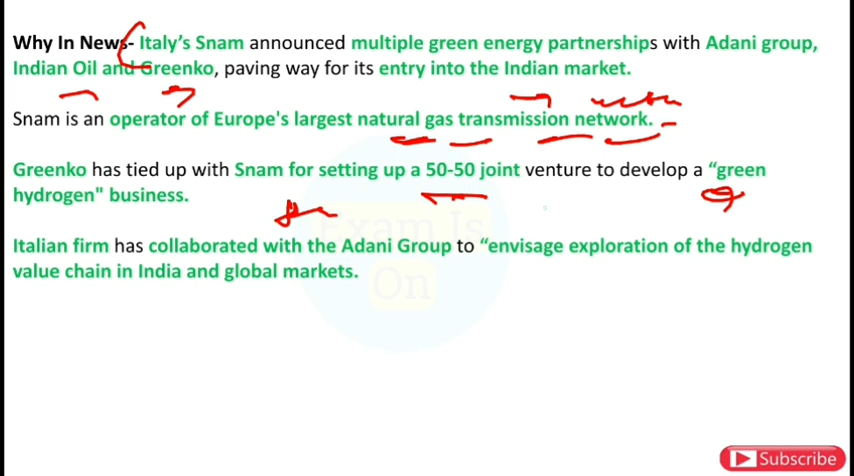 Why In News- Italy's Snam announced multiple green energy partnerships with Adani group,
Indian Oil and Greenko, paving way for its entry into the Indian market.
Snam is an operator of Europe's largest natural gas transmission network.
Greenko has tied up with Snam for setting up a 50-50 joint venture to develop a “green
hydrogen" business.
Italian firm has collaborated with the Adani Group to “envisage exploration of the hydrogen
value chain in India and global markets.
Exam Is
On
Subscribe